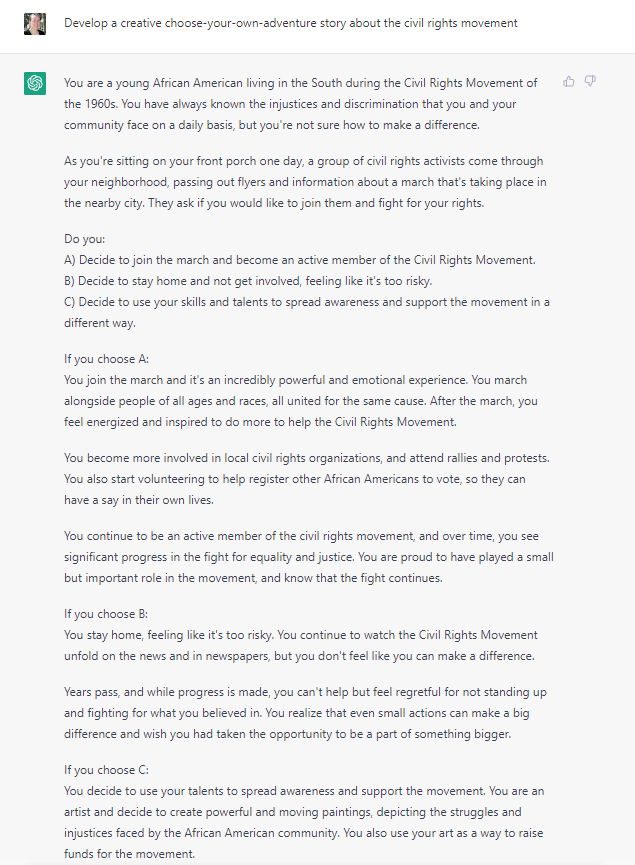 Develop a creative choose-your-own-adventure story about the civil rights movement
You are a young African American living in the South during the Civil Rights Movement of
the 1960s. You have always known the injustices and discrimination that you and your
community face on a daily basis, but you're not sure how to make a difference.
As you're sitting on your front porch one day, a group of civil rights activists come through
your neighborhood, passing out flyers and information about a march that's taking place in
the nearby city. They ask if you would like to join them and fight for your rights.
Do you:
A) Decide to join the march and become an active member of the Civil Rights Movement.
B) Decide to stay home and not get involved, feeling like it's too risky.
C) Decide to use your skills and talents to spread awareness and support the movement in a
different way.
If you choose A:
You join the march and it's an incredibly powerful and emotional experience. You march
alongside people of all ages and races, all united for the same cause. After the march, you
feel energized and inspired to do more to help the Civil Rights Movement.
You become more involved in local civil rights organizations, and attend rallies and protests.
You also start volunteering to help register other African Americans to vote, so they can
have a say in their own lives.
You continue to be an active member of the civil rights movement, and over time, you see
significant progress in the fight for equality and justice. You are proud to have played a small
but important role in the movement, and know that the fight continues.
If you choose B:
You stay home, feeling like it's too risky. You continue to watch the Civil Rights Movement
unfold on the news and in newspapers, but you don't feel like you can make a difference.
Years pass, and while progress is made, you can't help but feel regretful for not standing up
and fighting for what you believed in. You realize that even small actions can make a big
difference and wish you had taken the opportunity to be a part of something bigger.
If you choose C:
You decide to use your talents to spread awareness and support the movement. You are an
artist and decide to create powerful and moving paintings, depicting the struggles and
injustices faced by the African American community. You also use your art as a way to raise
funds for the movement.